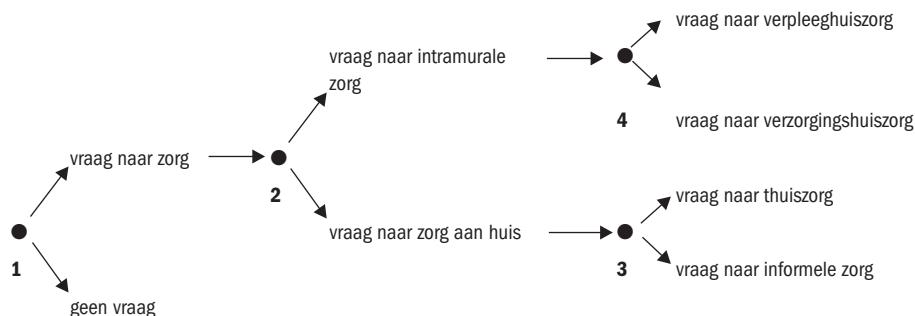 vraag naar verpleeghuiszorg
vraag naar intramurale
zorg
4
vraag naar verzorgingshuiszorg
vraag naar zorg
2
vraag naar thuiszorg
vraag naar zorg aan huis
1
3
vraag naar informele zorg
geen vraag